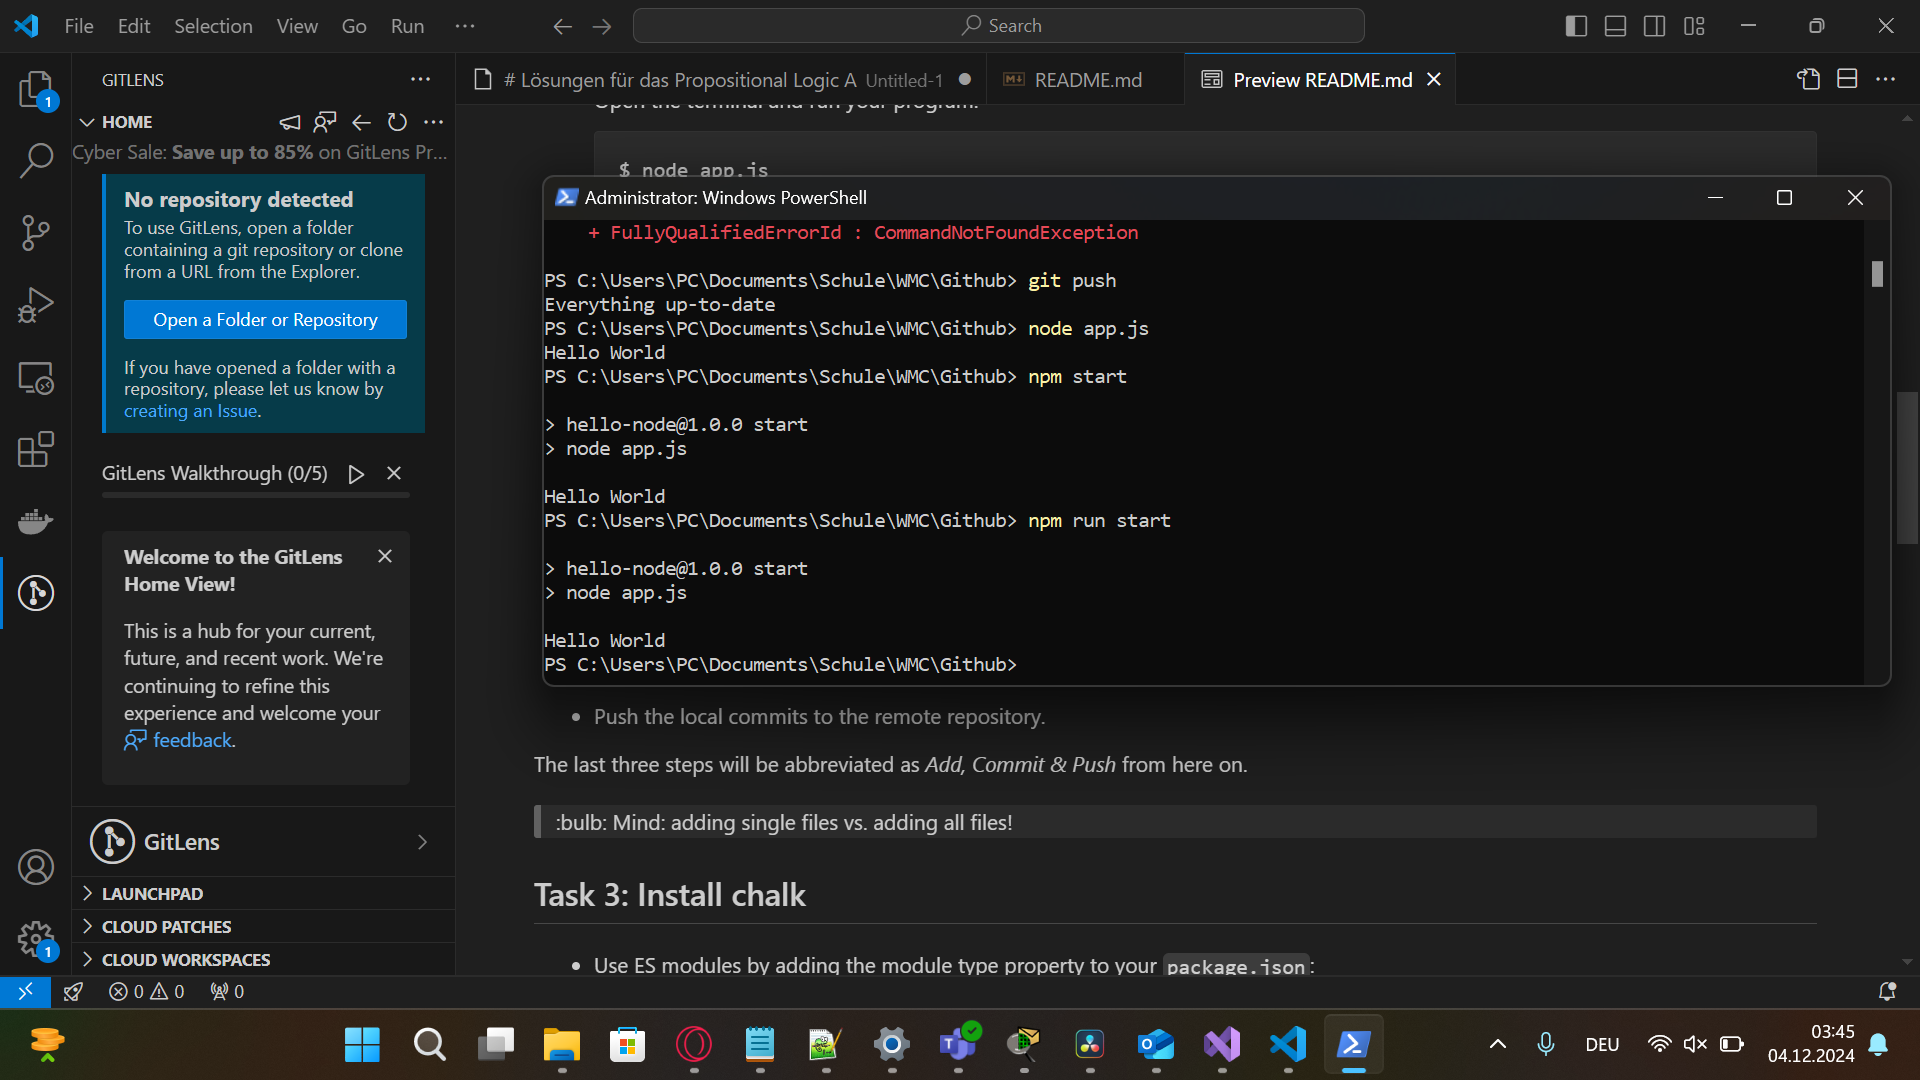 File Edit Selection View Go Run ··· Search
GITLENS
# Lösungen für das Propositional Logic A Untitled-1
README.md
Preview README.md
HOME
Cyber Sale: Save up to 85% on GitLens Pr...
No repository detected
To use GitLens, open a folder
containing a git repository or clone
from a URL from the Explorer.
Open a Folder or Repository
If you have opened a folder with a
repository, please let us know by
creating an Issue.
GitLens Walkthrough (0/5)
Welcome to the GitLens
Home View!
This is a hub for your current,
future, and recent work. We're
continuing to refine this
experience and welcome your
feedback.
GitLens
LAUNCHPAD
CLOUD PATCHES
CLOUD WORKSPACES
Open the terminal and run your program:
$ node app.js
Administrator: Windows PowerShell
+ FullyQualifiedErrorId : CommandNotFoundException
PS C:\Users\PC\Documents\Schule\WMC\Github> git push
Everything up-to-date
PS C:\Users\PC\Documents\Schule\WMC\Github> node app.js
Hello World
PS C:\Users\PC\Documents\Schule\WMC\Github> npm start
> hello-node@1.0.0 start
> node app.js
Hello World
PS C:\Users\PC\Documents\Schule\WMC\Github> npm run start
> hello-node@1.0.0 start
> node app.js
Hello World
PS C:\Users\PC\Documents\Schule\WMC\Github>
• Push the local commits to the remote repository.
The last three steps will be abbreviated as Add, Commit & Push from here on.
:bulb: Mind: adding single files vs. adding all files!
Task 3: Install chalk
• Use ES modules by adding the module type property to your package.json:
1
1
0 0 0
DEU
03:45
04.12.2024